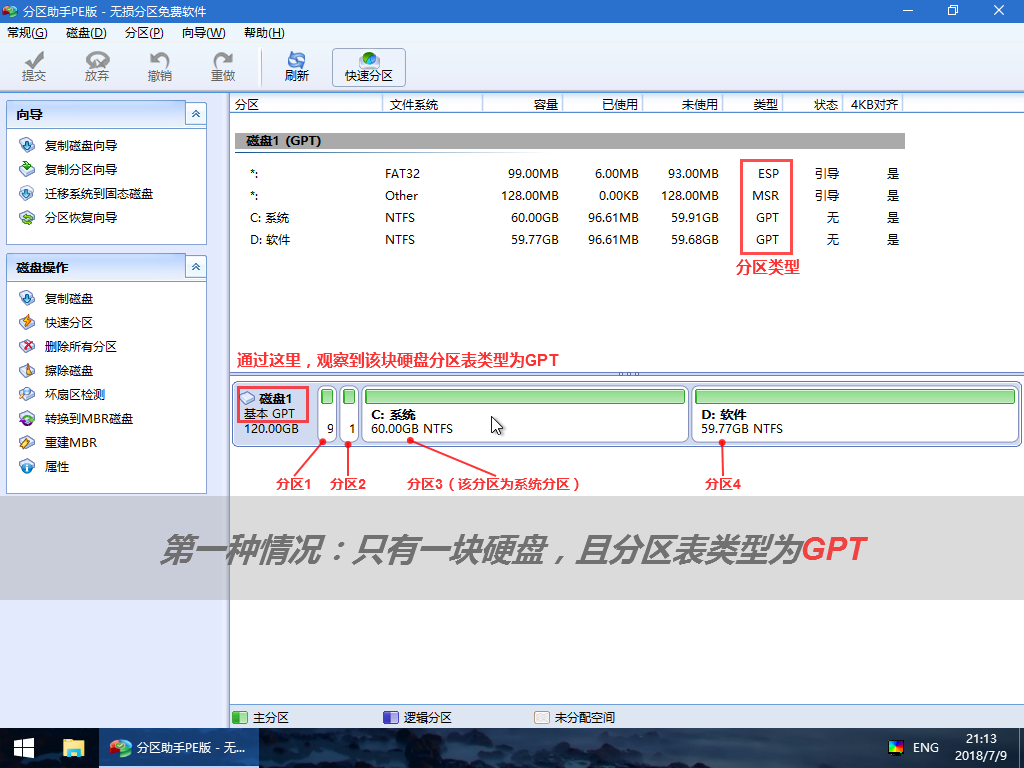 分区助手PE版 - 无损分区免费软件
常规(G) 磁盘(D) 分区(P) 向导(W) 帮助(H)
提交 放弃 撤销 重做 刷新 快速分区
向导
复制磁盘向导
复制分区向导
迁移系统到固态磁盘
分区恢复向导
磁盘操作
复制磁盘
快速分区
删除所有分区
擦除磁盘
坏扇区检测
转换到MBR磁盘
重建MBR
属性
分区 文件系统 容量 已使用 未使用 类型 状态 4KB对齐
磁盘1 (GPT)
*: FAT32 99.00MB 6.00MB 93.00MB ESP 引导 是
*: Other 128.00MB 0.00KB 128.00MB MSR 引导 是
C: 系统 NTFS 60.00GB 96.61MB 59.91GB GPT 无 是
D: 软件 NTFS 59.77GB 96.61MB 59.68GB GPT 无 是
分区类型
通过这里，观察到该块硬盘分区表类型为GPT
磁盘1
基本 GPT
120.00GB
9
1
C: 系统
60.00GB NTFS
D: 软件
59.77GB NTFS
分区1 分区2 分区3（该分区为系统分区） 分区4
第一种情况：只有一块硬盘，且分区表类型为GPT
主分区 逻辑分区 未分配空间
分区助手PE版 - 无...
ENG
21:13
2018/7/9